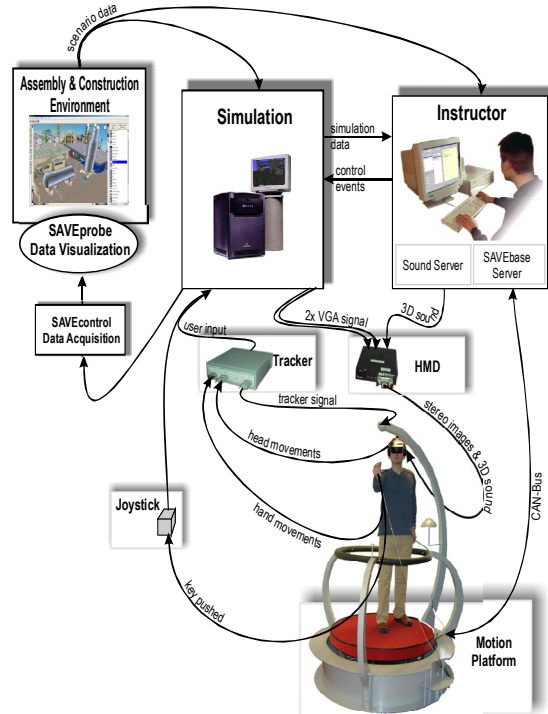 scenario data
Assembly & Construction
Environment
Simulation
Instructor
simulation
data
control
events
SAVEprobe
Data Visualization
Sound Server
SAVEbase
Server
SAVEcontrol
Data Acquisition
user input
2x VGA signal
3D sound
Tracker
HMD
tracker signal
stereo images & 3D sound
head movements
CAN-Bus
Joystick
hand movements
key pushed
Motion
Platform